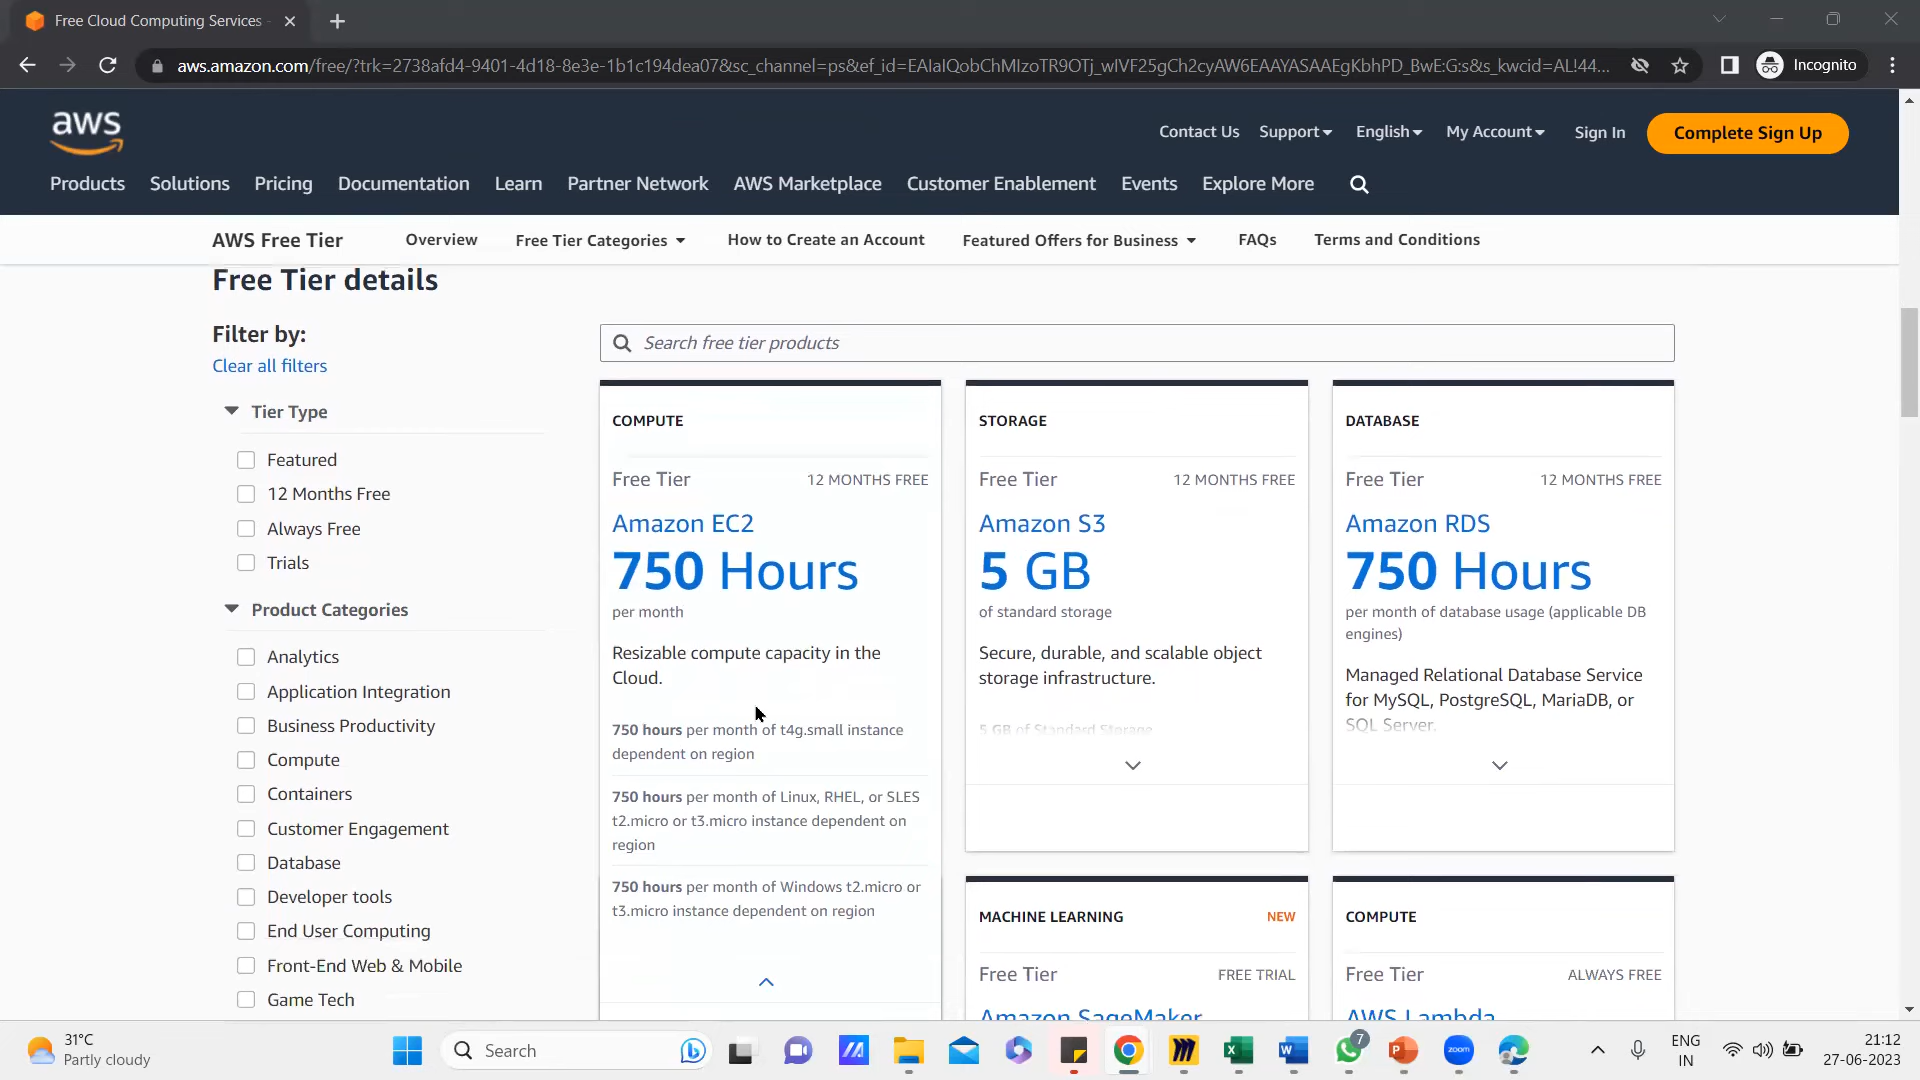 Free Cloud Computing Services -
aws.amazon.com/free/?trk=2738afd4-9401-4d18-8e3e-1b1c194dea07&sc_channel=ps&ef_id=EAIaIQobChMIzoTR9OTj_wIVF25gCh2cyAW6EAAYASAAEgKbhPD_BwE:G:s&s_kwcid=AL!44...
Incognito
aws
Contact Us Support English My Account Sign In Complete Sign Up
Products Solutions Pricing Documentation Learn Partner Network AWS Marketplace Customer Enablement Events Explore More
AWS Free Tier Overview Free Tier Categories How to Create an Account Featured Offers for Business FAQs Terms and Conditions
Free Tier details
Filter by:
Clear all filters
Tier Type
Featured
12 Months Free
Always Free
Trials
Product Categories
Analytics
Application Integration
Business Productivity
Compute
Containers
Customer Engagement
Database
Developer tools
End User Computing
Front-End Web & Mobile
Game Tech
Search free tier products
COMPUTE
Free Tier 12 MONTHS FREE
Amazon EC2
750 Hours
per month
Resizable compute capacity in the
Cloud.
750 hours per month of t4g.small instance
dependent on region
750 hours per month of Linux, RHEL, or SLES
t2.micro or t3.micro instance dependent on
region
750 hours per month of Windows t2.micro or
t3.micro instance dependent on region
STORAGE
Free Tier 12 MONTHS FREE
Amazon S3
5 GB
of standard storage
Secure, durable, and scalable object
storage infrastructure.
5 GB of Standard Storage
DATABASE
Free Tier 12 MONTHS FREE
Amazon RDS
750 Hours
per month of database usage (applicable DB
engines)
Managed Relational Database Service
for MySQL, PostgreSQL, MariaDB, or
SQL Server.
MACHINE LEARNING NEW
Free Tier FREE TRIAL
Amazon SageMaker
COMPUTE
Free Tier ALWAYS FREE
AWS Lambda
31°C
Partly cloudy
Search
zoom
7
ENG
IN
21:12
27-06-2023